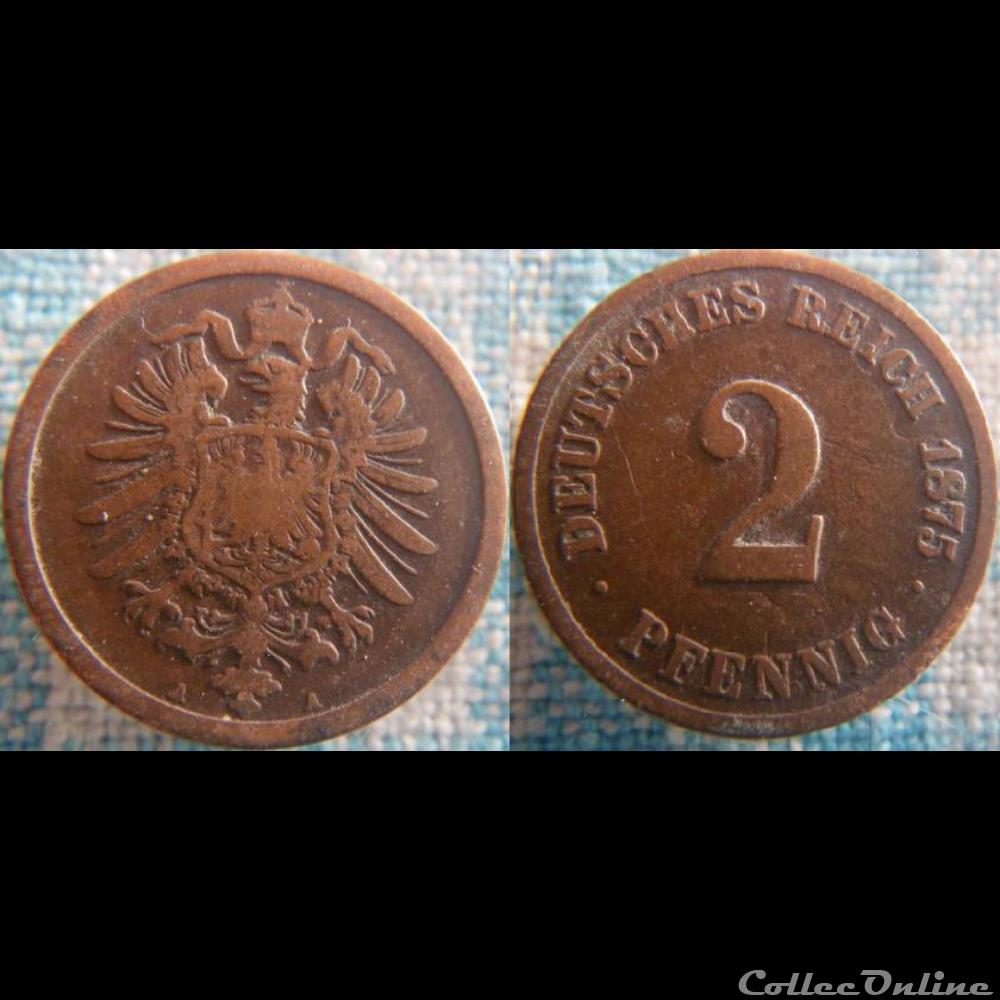 A A
DEUTSCHES REICH 1875
2
· PFENNIG ·
CollecOnline